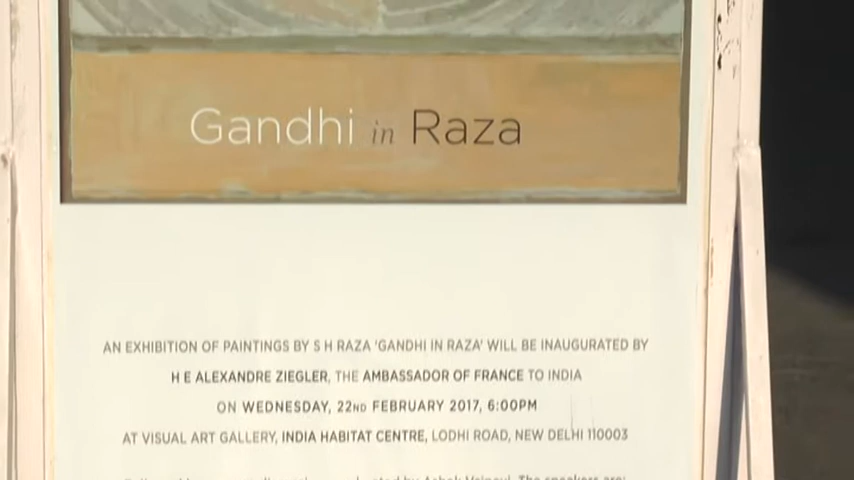 Gandhi in Raza
AN EXHIBITION OF PAINTINGS BY S H RAZA 'GANDHI IN RAZA' WILL BE INAUGURATED BY
H E ALEXANDRE ZIEGLER, THE AMBASSADOR OF FRANCE TO INDIA
ON WEDNESDAY, 22ND FEBRUARY 2017, 6:00PM
AT VISUAL ART GALLERY, INDIA HABITAT CENTRE, LODHI ROAD, NEW DELHI 110003